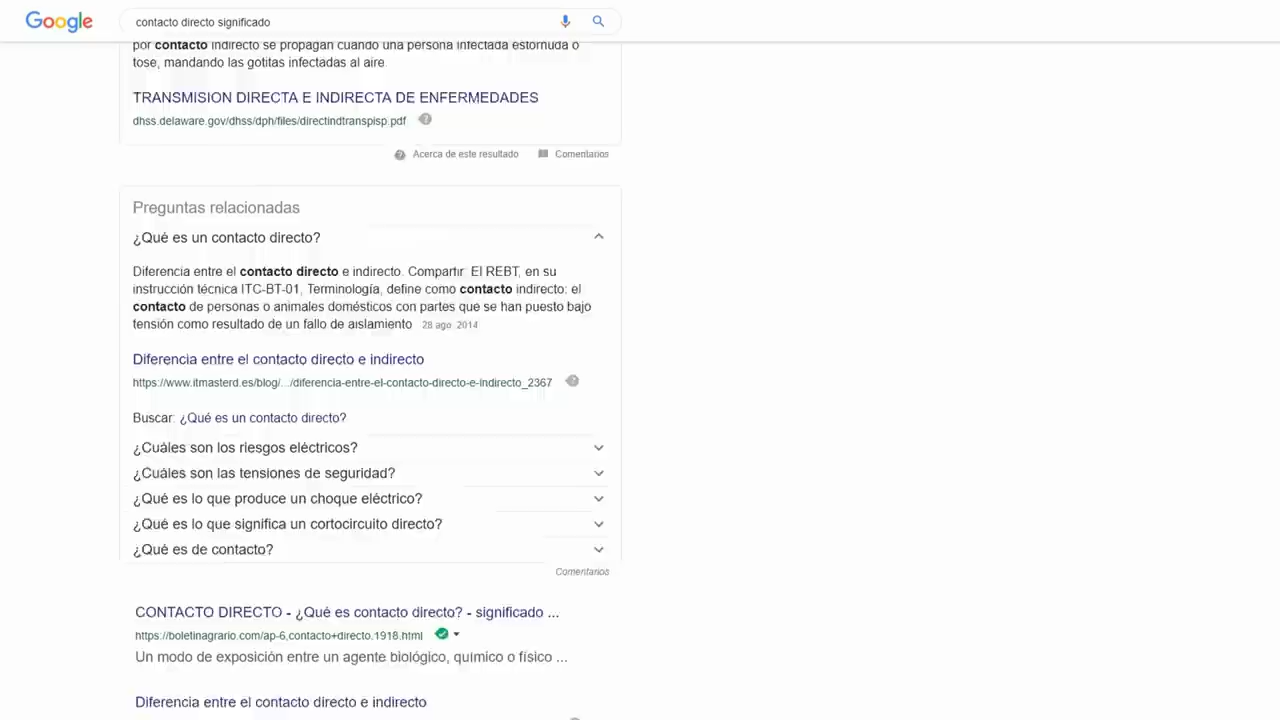 Google
contacto directo significado
por contacto indirecto se propagan cuando una persona infectada estornuda o
tose, mandando las gotitas infectadas al aire.
TRANSMISION DIRECTA E INDIRECTA DE ENFERMEDADES
dhss.delaware.gov/dhss/dph/files/directindtranspisp.pdf
Acerca de este resultado
Comentarios
Preguntas relacionadas
¿Qué es un contacto directo?
Diferencia entre el contacto directo e indirecto. Compartir. El REBT, en su
instrucción técnica ITC-BT-01, Terminología, define como contacto indirecto: el
contacto de personas o animales domésticos con partes que se han puesto bajo
tensión como resultado de un fallo de aislamiento 28 ago. 2014
Diferencia entre el contacto directo e indirecto
https://www.itmasterd.es/blog/.../diferencia-entre-el-contacto-directo-e-indirecto_2367
Buscar: ¿Qué es un contacto directo?
¿Cuáles son los riesgos eléctricos?
¿Cuáles son las tensiones de seguridad?
¿Qué es lo que produce un choque eléctrico?
¿Qué es lo que significa un cortocircuito directo?
¿Qué es de contacto?
Comentarios
CONTACTO DIRECTO - ¿Qué es contacto directo? - significado ...
https://boletinagrario.com/ap-6,contacto+directo,1918.html
Un modo de exposición entre un agente biológico, químico o físico ...
Diferencia entre el contacto directo e indirecto